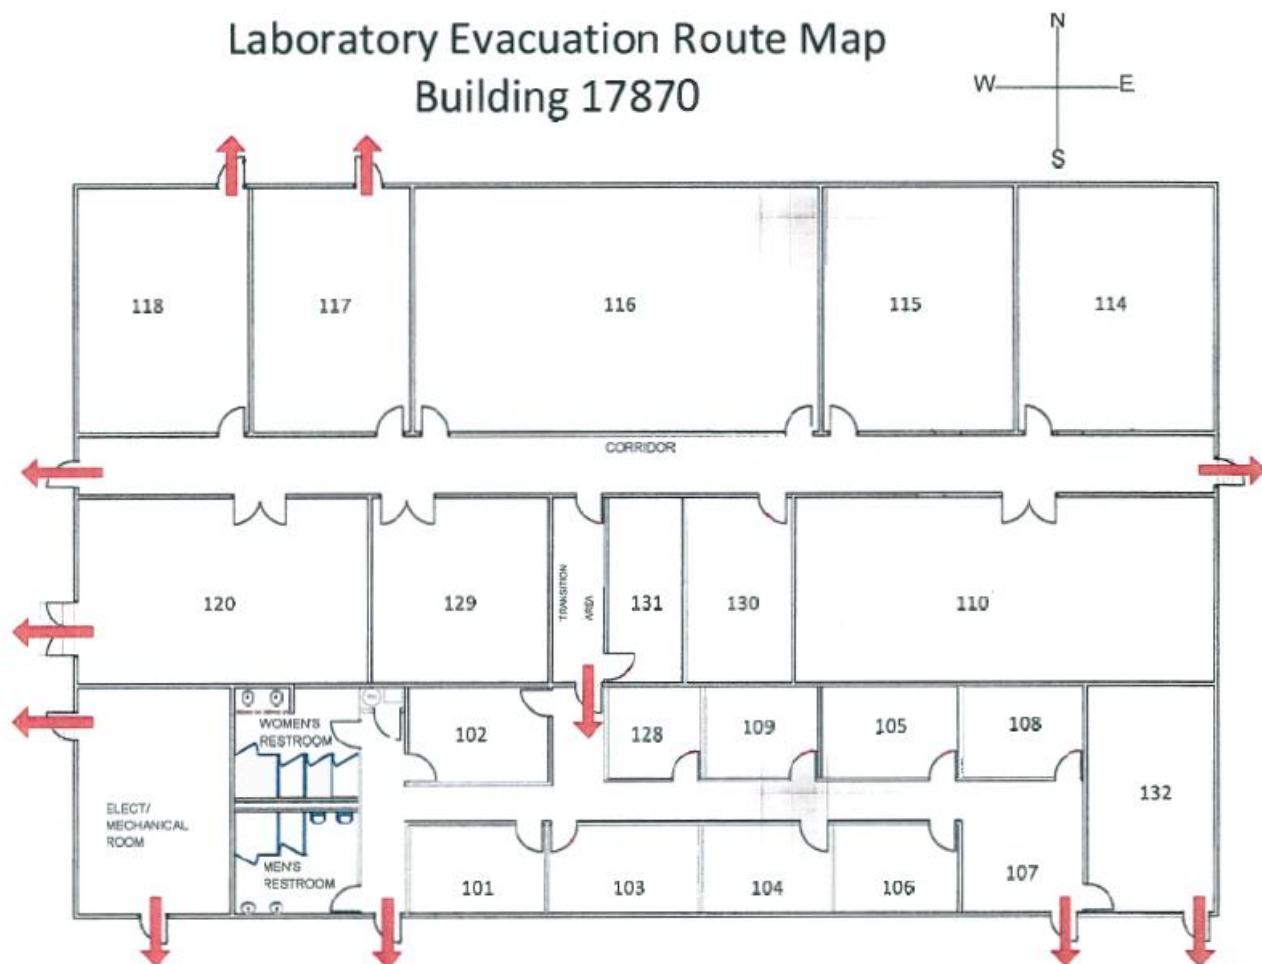 Laboratory Evacuation Route Map
Building 17870
N
W E
S
118 117 116 115 114
CORRIDOR
120 129 TRANSITION AREA 131 130 110
102 128 109 105 108
WOMEN'S
RESTROOM
132
ELECT/
MECHANICAL
ROOM
MEN'S
RESTROOM
101 103 104 106 107